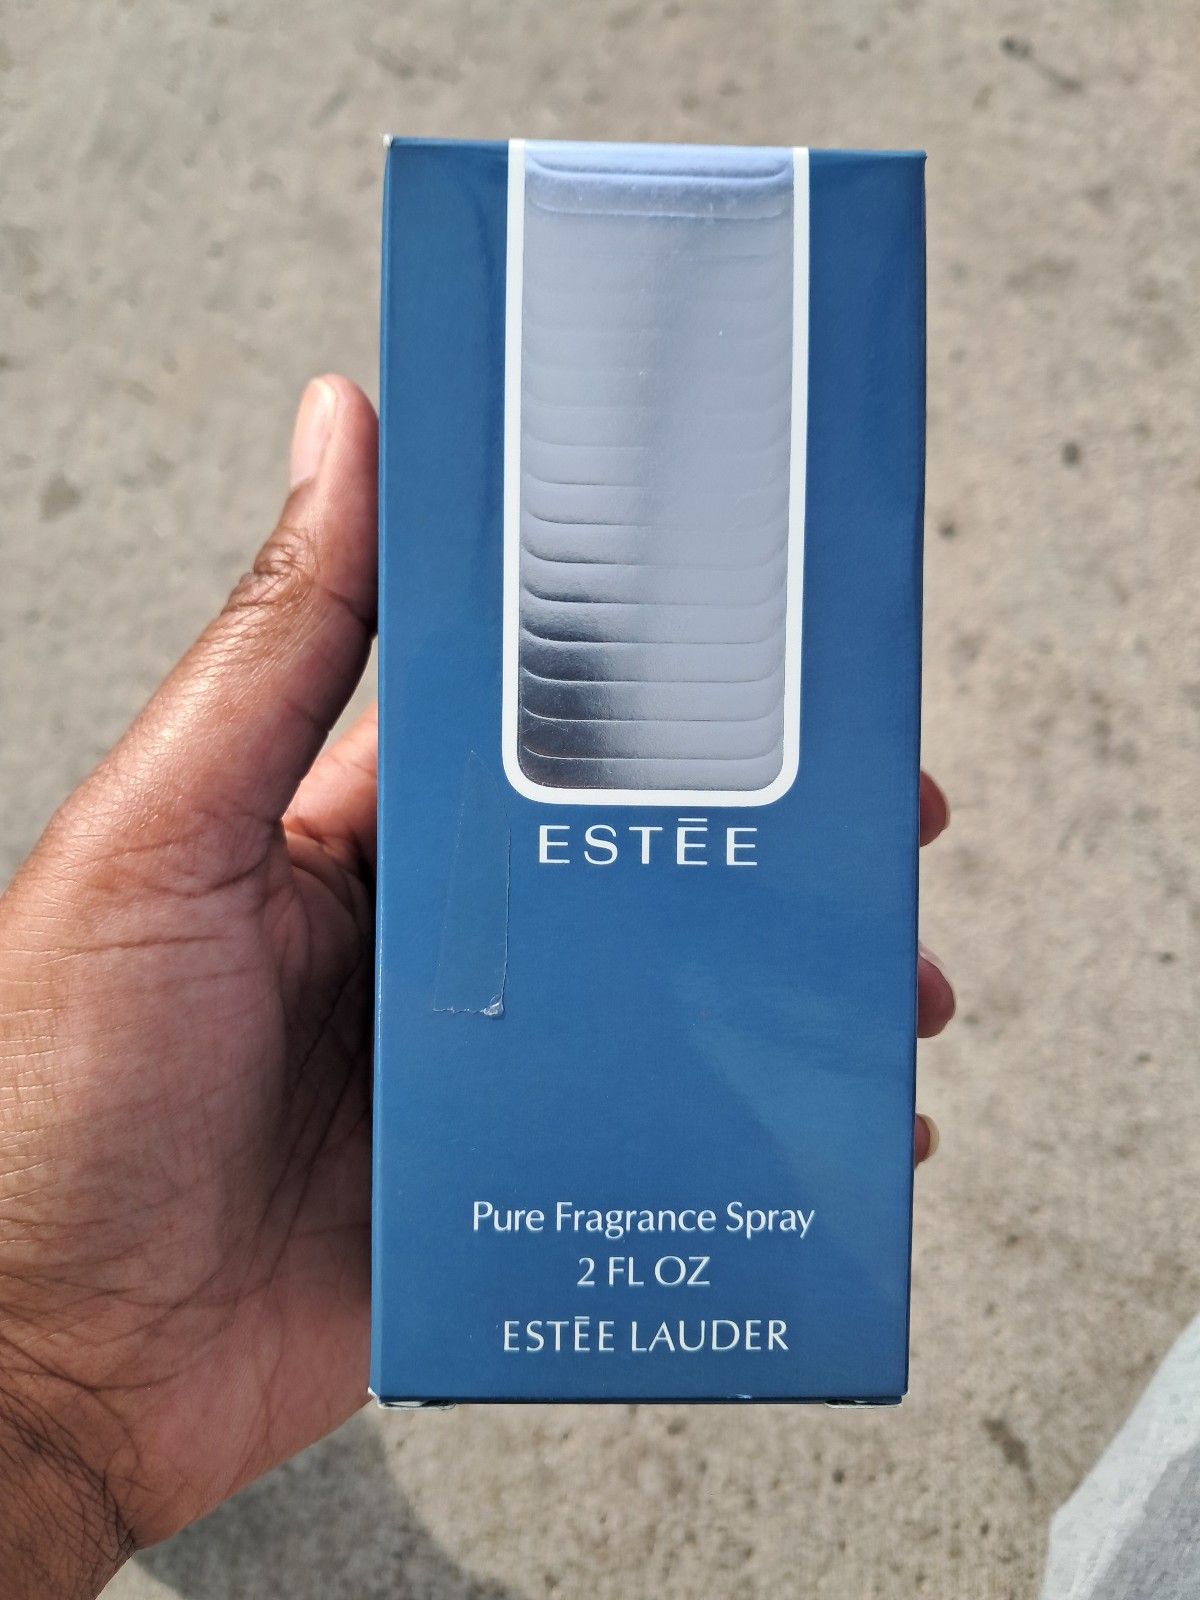 ESTĒE
Pure Fragrance Spray
2 FL OZ
ESTĒE LAUDER